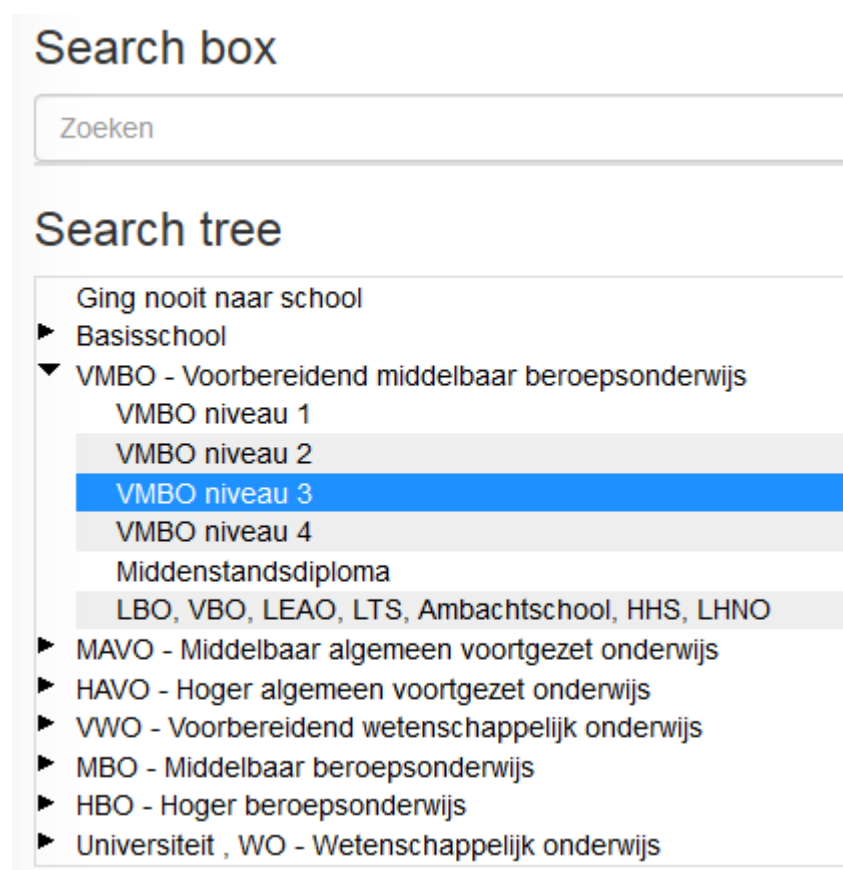 Search box
Zoeken
Search tree
Ging nooit naar school
Basisschool
VMBO - Voorbereidend middelbaar beroepsonderwijs
VMBO niveau 1
VMBO niveau 2
VMBO niveau 3
VMBO niveau 4
Middenstandsdiploma
LBO, VBO, LEAO, LTS, Ambachtschool, HHS, LHNO
MAVO - Middelbaar algemeen voortgezet onderwijs
HAVO - Hoger algemeen voortgezet onderwijs
VWO - Voorbereidend wetenschappelijk onderwijs
MBO - Middelbaar beroepsonderwijs
HBO - Hoger beroepsonderwijs
Universiteit , WO - Wetenschappelijk onderwijs